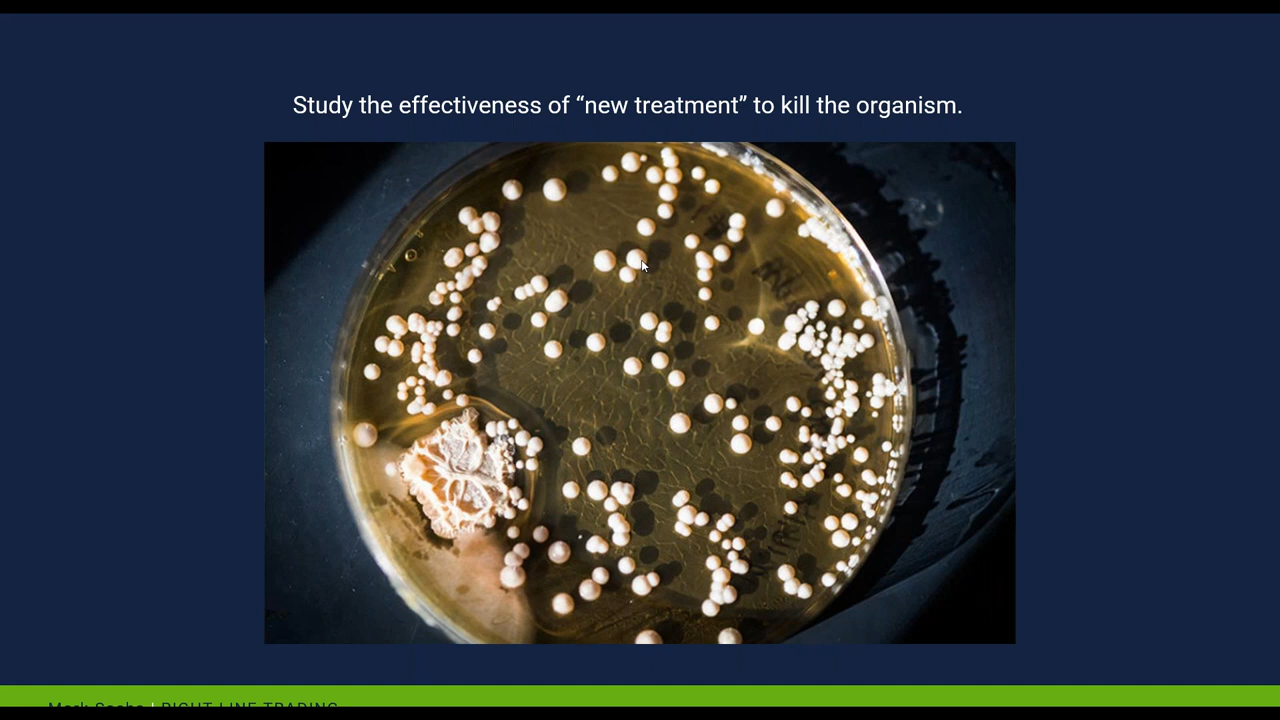 Study the effectiveness of “new treatment” to kill the organism.
Mark Sachs | RIGHT LINE TRADING